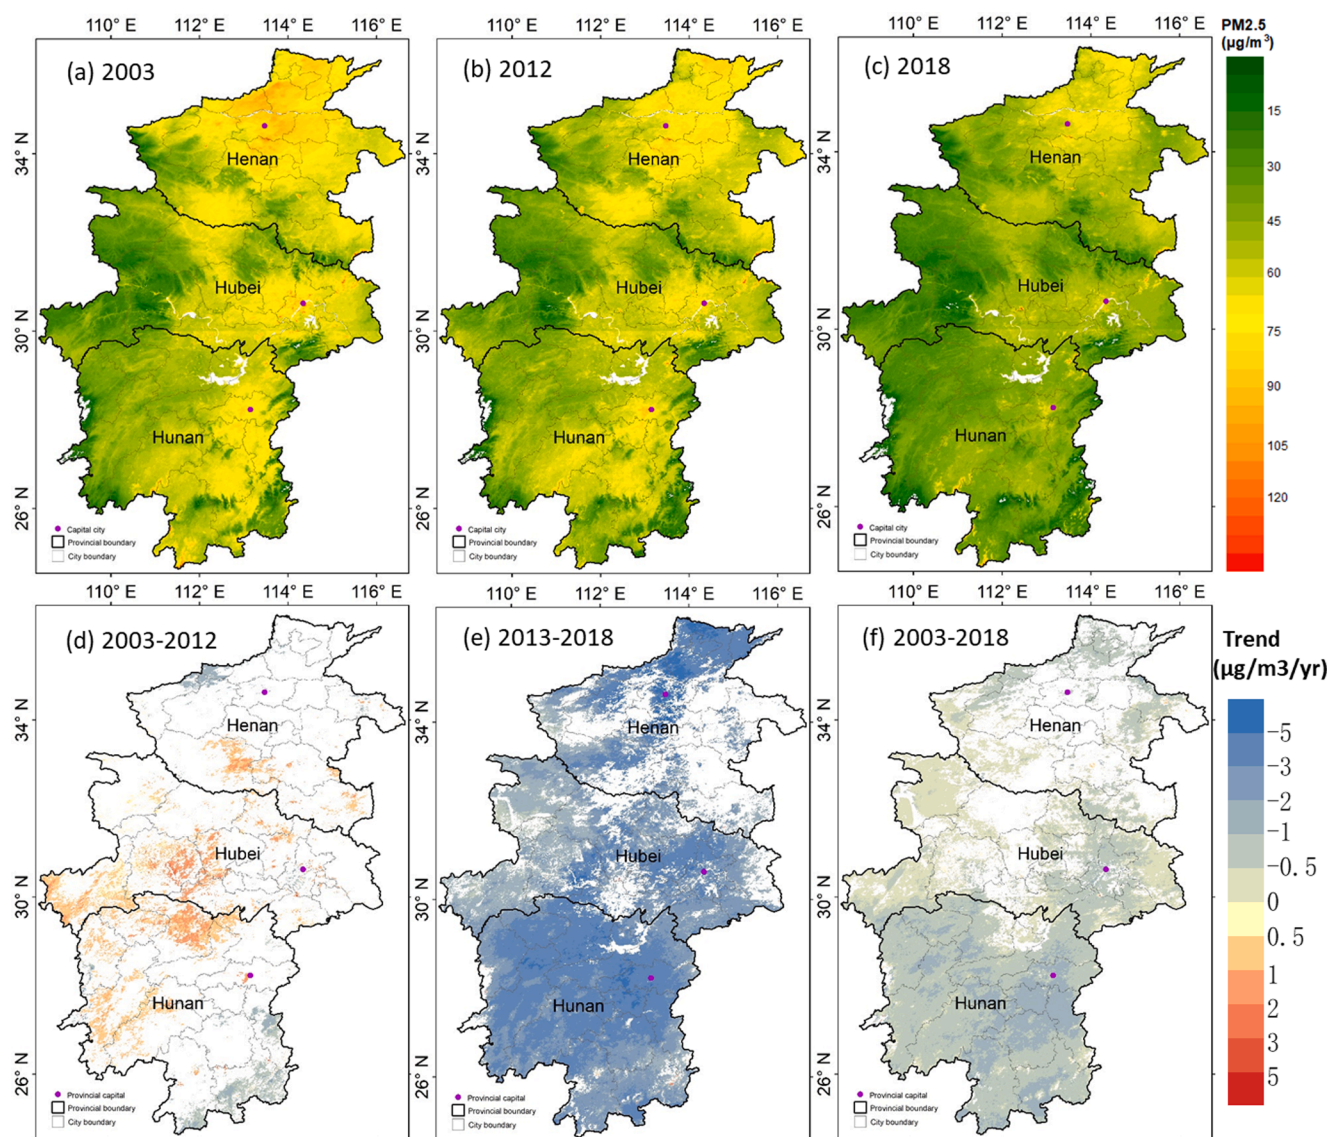 110° E 112° E 114° E 116° E
110° E 112° E 114° E 116° E
110° E 112° E 114° E 116° E
PM2.5
(µg/m³)
(a) 2003
(b) 2012
(c) 2018
34° N
30° N
26° N
Henan
Hubei
Hunan
Capital city
Provincial boundary
City boundary
34° N
30° N
26° N
Henan
Hubei
Hunan
Capital city
Provincial boundary
City boundary
34° N
30° N
26° N
Henan
Hubei
Hunan
Capital city
Provincial boundary
City boundary
15
30
45
60
75
90
105
120
110° E 112° E 114° E 116° E
110° E 112° E 114° E 116° E
110° E 112° E 114° E 116° E
(d) 2003-2012
(e) 2013-2018
(f) 2003-2018
Trend
(µg/m3/yr)
34° N
30° N
26° N
Henan
Hubei
Hunan
Provincial capital
Provincial boundary
City boundary
34° N
30° N
26° N
Henan
Hubei
Hunan
Provincial capital
Provincial boundary
City boundary
34° N
30° N
26° N
Henan
Hubei
Hunan
Provincial capital
Provincial boundary
City boundary
−5
−3
−2
−1
−0.5
0
0.5
1
2
3
5